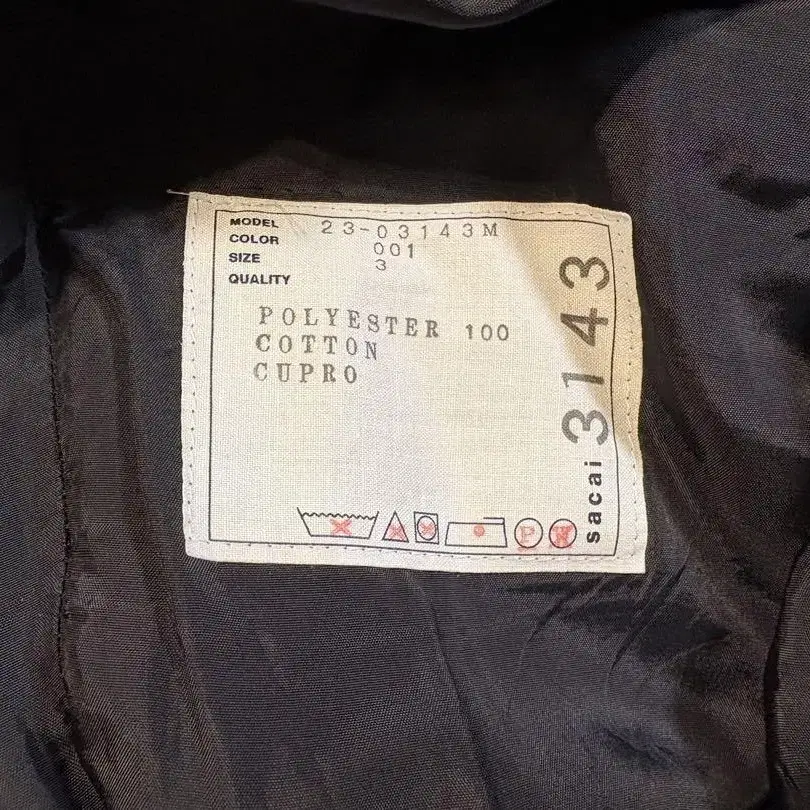 MODEL 23-03143M
COLOR 001
SIZE 3
QUALITY
POLYESTER 100
COTTON
CUPRO
P W
sacai 3143